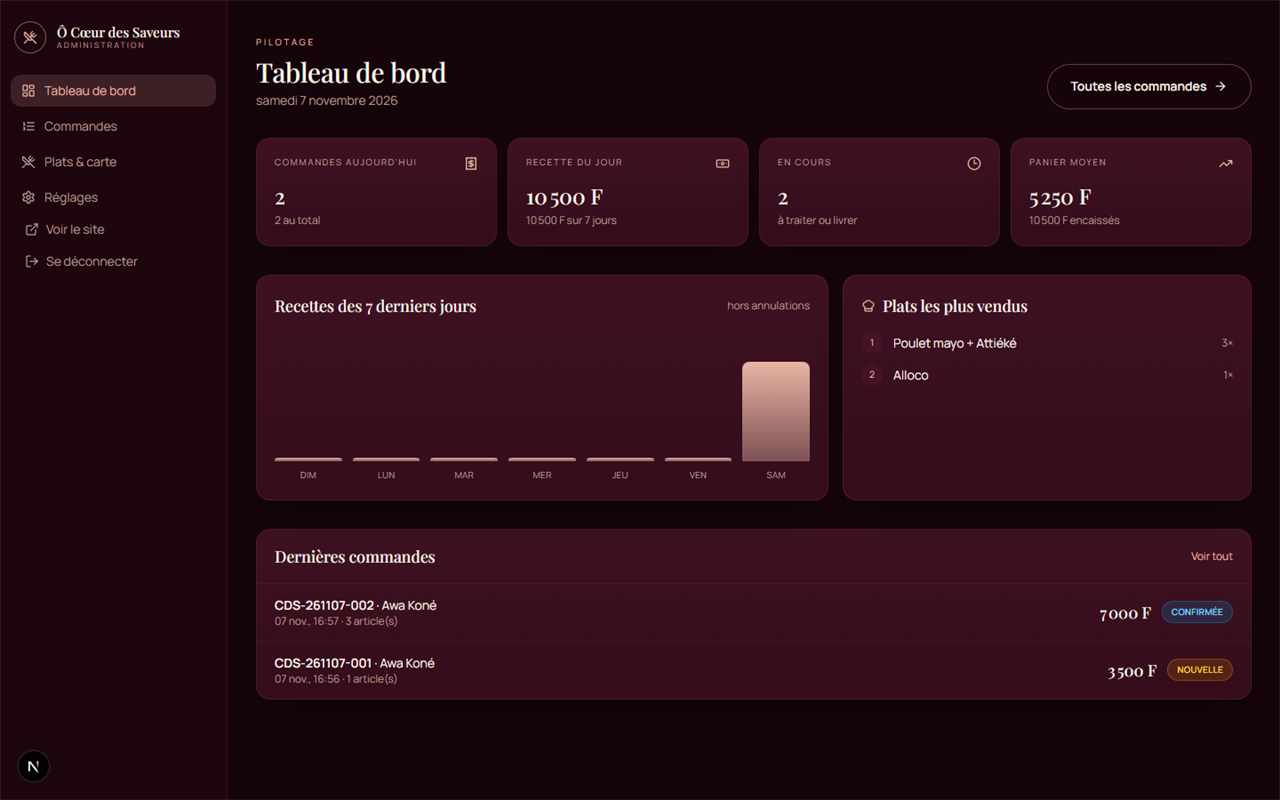 Ô Cœur des Saveurs
ADMINISTRATION
Tableau de bord
Commandes
Plats & carte
Réglages
Voir le site
Se déconnecter
PILOTAGE
Tableau de bord
samedi 7 novembre 2026
Toutes les commandes →
COMMANDES AUJOURD'HUI
2
2 au total
RECETTE DU JOUR
10 500 F
10 500 F sur 7 jours
EN COURS
2
à traiter ou livrer
PANIER MOYEN
5 250 F
10 500 F encaissés
Recettes des 7 derniers jours
hors annulations
DIM LUN MAR MER JEU VEN SAM
Plats les plus vendus
1 Poulet mayo + Attiéké 3×
2 Alloco 1×
Dernières commandes
Voir tout
CDS-261107-002 · Awa Koné
07 nov., 16:57 · 3 article(s)
7 000 F CONFIRMÉE
CDS-261107-001 · Awa Koné
07 nov., 16:56 · 1 article(s)
3 500 F NOUVELLE
N